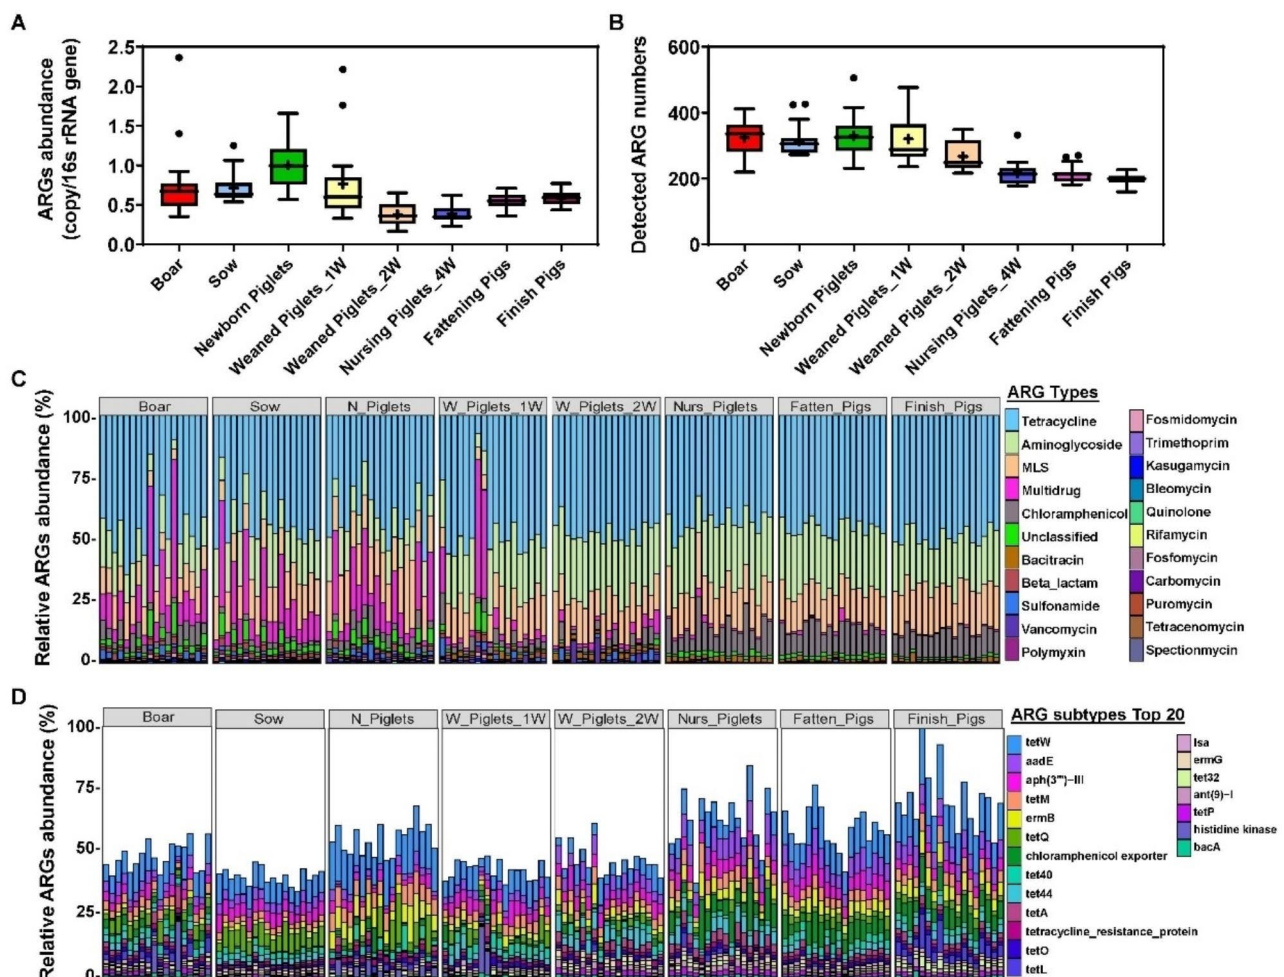 A
ARGs abundance
(copy/16s rRNA gene)
2.5
2.0
1.5
1.0
0.5
0.0
Boar
Sow
Newborn Piglets
Weaned Piglets_1W
Weaned Piglets_2W
Nursing Piglets_4W
Fattening Pigs
Finish Pigs
B
Detected ARG numbers
600
400
200
0
Boar
Sow
Newborn Piglets
Weaned Piglets_1W
Weaned Piglets_2W
Nursing Piglets_4W
Fattening Pigs
Finish Pigs
C
Relative ARGs abundance (%)
100-
75-
50-
25-
0-
Boar
Sow
N_Piglets
W_Piglets_1W
W_Piglets_2W
Nurs_Piglets
Fatten_Pigs
Finish_Pigs
ARG Types
Tetracycline
Aminoglycoside
MLS
Multidrug
Chloramphenicol
Unclassified
Bacitracin
Beta_lactam
Sulfonamide
Vancomycin
Polymyxin
Fosmidomycin
Trimethoprim
Kasugamycin
Bleomycin
Quinolone
Rifamycin
Fosfomycin
Carbomycin
Puromycin
Tetracenomycin
Spectionmycin
D
Relative ARGs abundance (%)
100-
75-
50-
25-
0-
Boar
Sow
N_Piglets
W_Piglets_1W
W_Piglets_2W
Nurs_Piglets
Fatten_Pigs
Finish_Pigs
ARG subtypes Top 20
tetW
aadE
aph(3''')-III
tetM
ermB
tetQ
chloramphenicol exporter
tet40
tet44
tetA
tetracycline_resistance_protein
tetO
tetL
lsa
ermG
tet32
ant(9)-I
tetP
histidine kinase
bacA